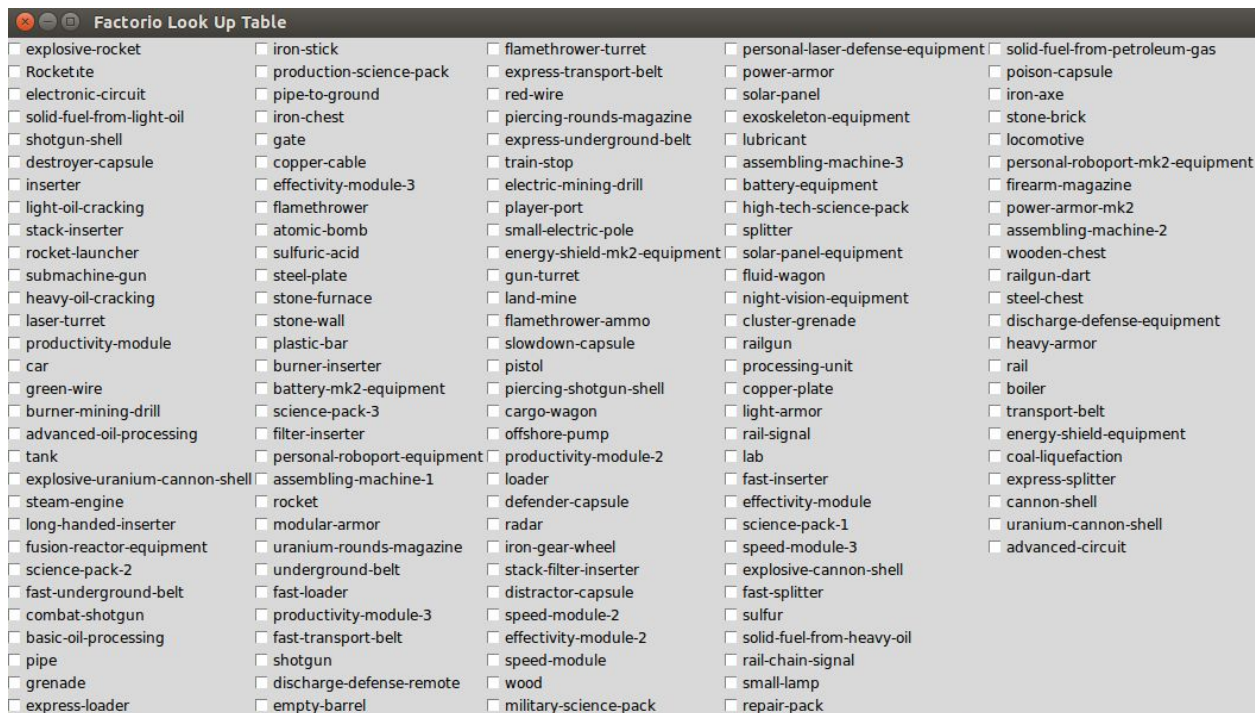 Factorio Look Up Table
explosive-rocket
Rocketıte
electronic-circuit
solid-fuel-from-light-oil
shotgun-shell
destroyer-capsule
inserter
light-oil-cracking
stack-inserter
rocket-launcher
submachine-gun
heavy-oil-cracking
laser-turret
productivity-module
car
green-wire
burner-mining-drill
advanced-oil-processing
tank
explosive-uranium-cannon-shell
steam-engine
long-handed-inserter
fusion-reactor-equipment
science-pack-2
fast-underground-belt
combat-shotgun
basic-oil-processing
pipe
grenade
express-loader
iron-stick
production-science-pack
pipe-to-ground
iron-chest
gate
copper-cable
effectivity-module-3
flamethrower
atomic-bomb
sulfuric-acid
steel-plate
stone-furnace
stone-wall
plastic-bar
burner-inserter
battery-mk2-equipment
science-pack-3
filter-inserter
personal-roboport-equipment
assembling-machine-1
rocket
modular-armor
uranium-rounds-magazine
underground-belt
fast-loader
productivity-module-3
fast-transport-belt
shotgun
discharge-defense-remote
empty-barrel
flamethrower-turret
express-transport-belt
red-wire
piercing-rounds-magazine
express-underground-belt
train-stop
electric-mining-drill
player-port
small-electric-pole
energy-shield-mk2-equipment
gun-turret
land-mine
flamethrower-ammo
slowdown-capsule
pistol
piercing-shotgun-shell
cargo-wagon
offshore-pump
productivity-module-2
loader
defender-capsule
radar
iron-gear-wheel
stack-filter-inserter
distractor-capsule
speed-module-2
effectivity-module-2
speed-module
wood
military-science-pack
personal-laser-defense-equipment
power-armor
solar-panel
exoskeleton-equipment
lubricant
assembling-machine-3
battery-equipment
high-tech-science-pack
splitter
solar-panel-equipment
fluid-wagon
night-vision-equipment
cluster-grenade
railgun
processing-unit
copper-plate
light-armor
rail-signal
lab
fast-inserter
effectivity-module
science-pack-1
speed-module-3
explosive-cannon-shell
fast-splitter
sulfur
solid-fuel-from-heavy-oil
rail-chain-signal
small-lamp
repair-pack
solid-fuel-from-petroleum-gas
poison-capsule
iron-axe
stone-brick
locomotive
personal-roboport-mk2-equipment
firearm-magazine
power-armor-mk2
assembling-machine-2
wooden-chest
railgun-dart
steel-chest
discharge-defense-equipment
heavy-armor
rail
boiler
transport-belt
energy-shield-equipment
coal-liquefaction
express-splitter
cannon-shell
uranium-cannon-shell
advanced-circuit